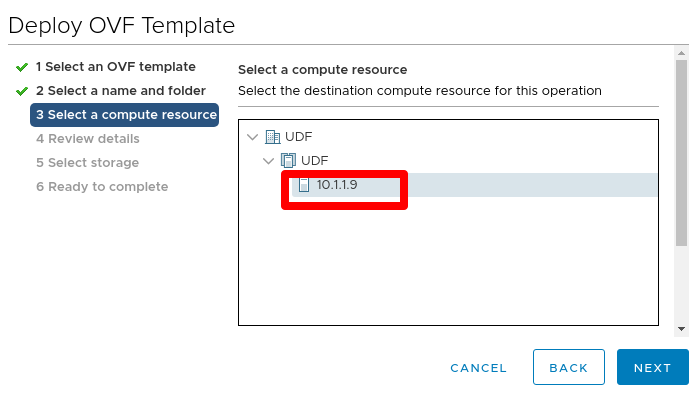 Deploy OVF Template
1 Select an OVF template
2 Select a name and folder
3 Select a compute resource
4 Review details
5 Select storage
6 Ready to complete
Select a compute resource
Select the destination compute resource for this operation
UDF
UDF
10.1.1.9
CANCEL
BACK
NEXT